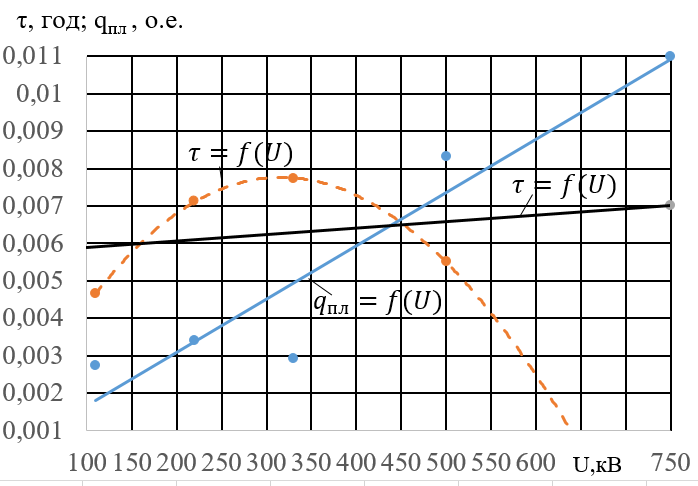 τ, год; qпл , о.е.
0,011
0,01
0,009
0,008
τ = f(U)
τ = f(U)
0,007
0,006
0,005
qпл = f(U)
0,004
0,003
0,002
0,001
100 150 200 250 300 350 400 450 500 550 600 U,кВ 750